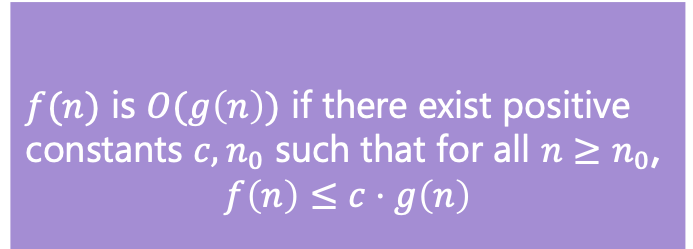 f(n) is O(g(n)) if there exist positive
constants c, n₀ such that for all n ≥ n₀,
f(n) ≤ c · g(n)